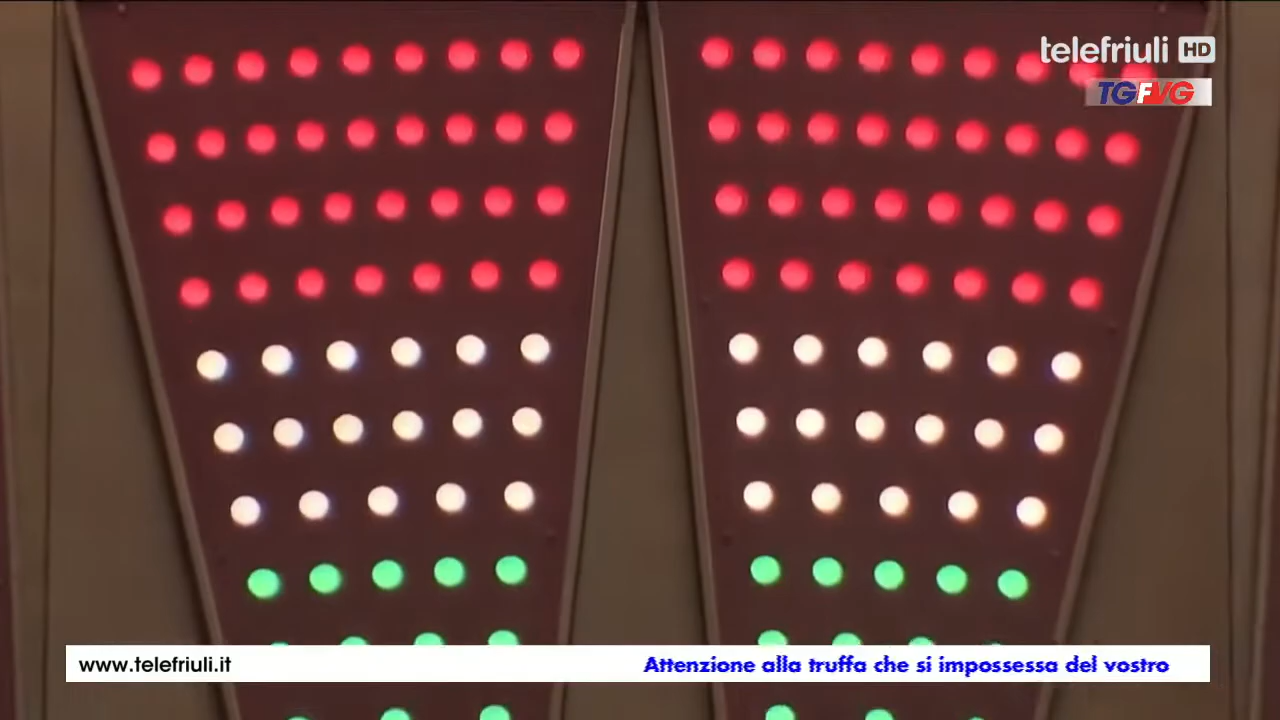 telefriuli HD
TGFVG
www.telefriuli.it
Attenzione alla truffa che si impossessa del vostro